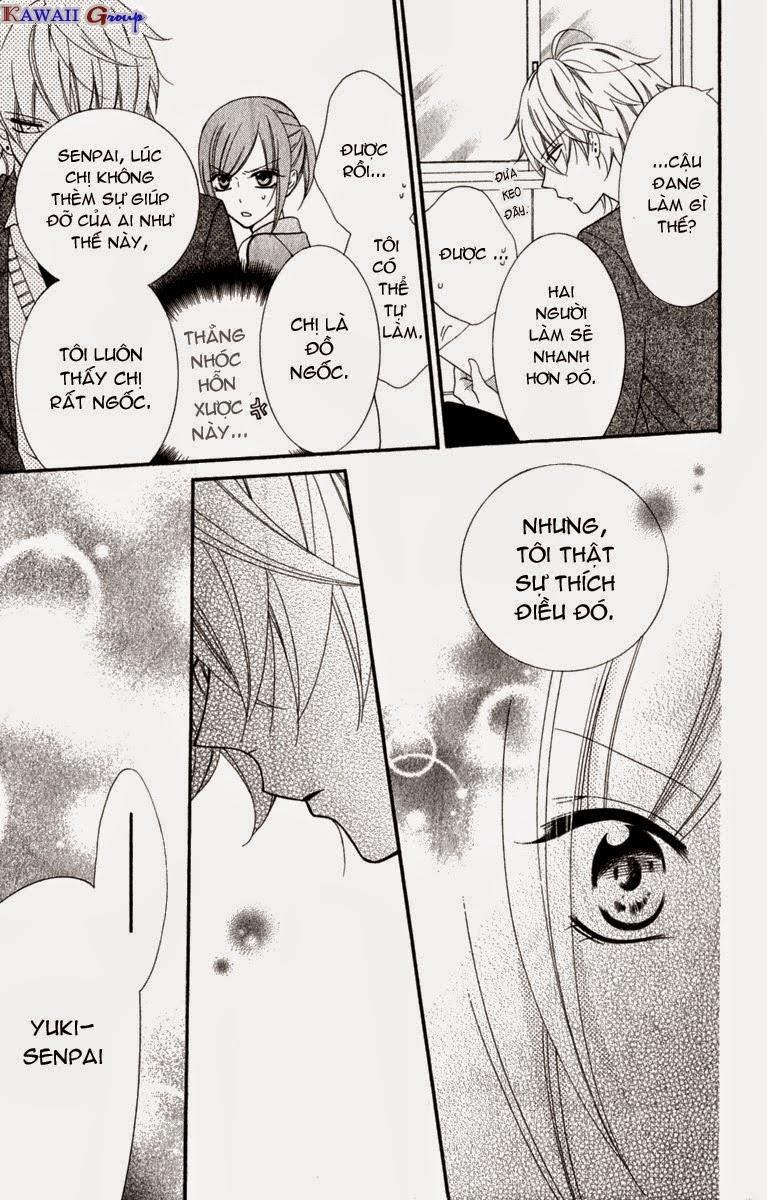 KAWAII Group
...CẬU
ĐANG
LÀM GÌ
THẾ?
ĐƯA
KEO
ĐÂY.
ĐƯỢC ...
HAI
NGƯỜI
LÀM SẼ
NHANH
HƠN ĐÓ.
ĐƯỢC
RỒI...
TÔI
CÓ
THỂ
TỰ
LÀM.
SENPAI, LÚC
CHỊ KHÔNG
THÈM SỰ GIÚP
ĐỠ CỦA AI NHƯ
THẾ NÀY,
CHỊ LÀ
ĐỒ
NGỐC.
THẰNG
NHÓC
HỖN
XƯỢC
NÀY...
TÔI LUÔN
THẤY CHỊ
RẤT NGỐC.
NHƯNG,
TÔI THẬT
SỰ THÍCH
ĐIỀU ĐÓ.
YUKI-
SENPAI